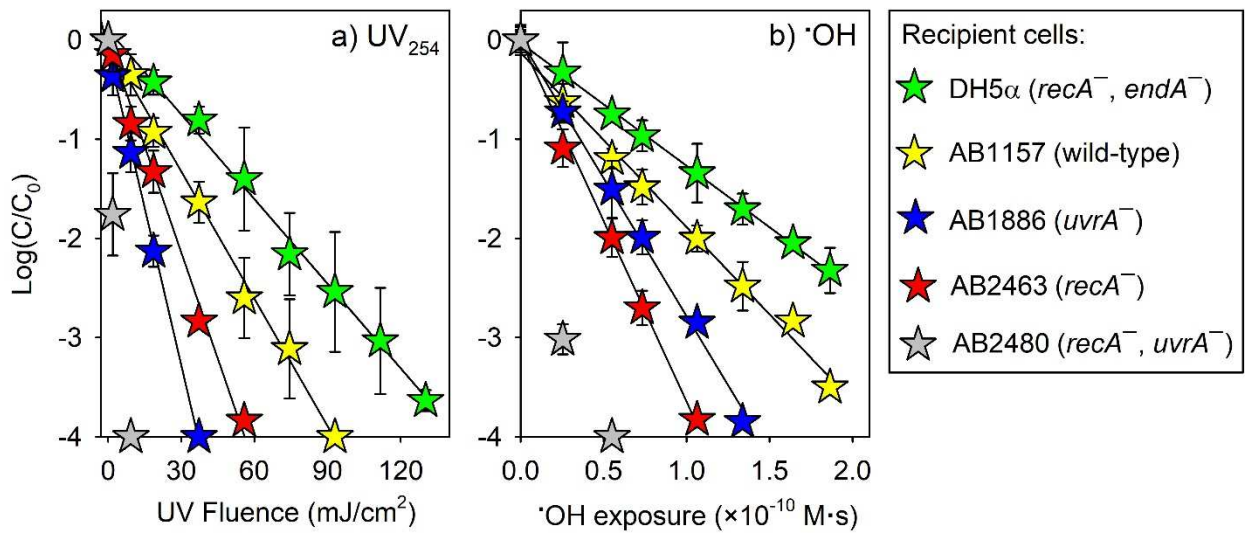 a) UV₂₅₄
Log(C/C₀)
0
-1
-2
-3
-4
0 30 60 90 120
UV Fluence (mJ/cm²)
b) •OH
0
-1
-2
-3
-4
0.0 0.5 1.0 1.5 2.0
•OH exposure (×10⁻¹⁰ M·s)
Recipient cells:
DH5α (recA⁻, endA⁻)
AB1157 (wild-type)
AB1886 (uvrA⁻)
AB2463 (recA⁻)
AB2480 (recA⁻, uvrA⁻)